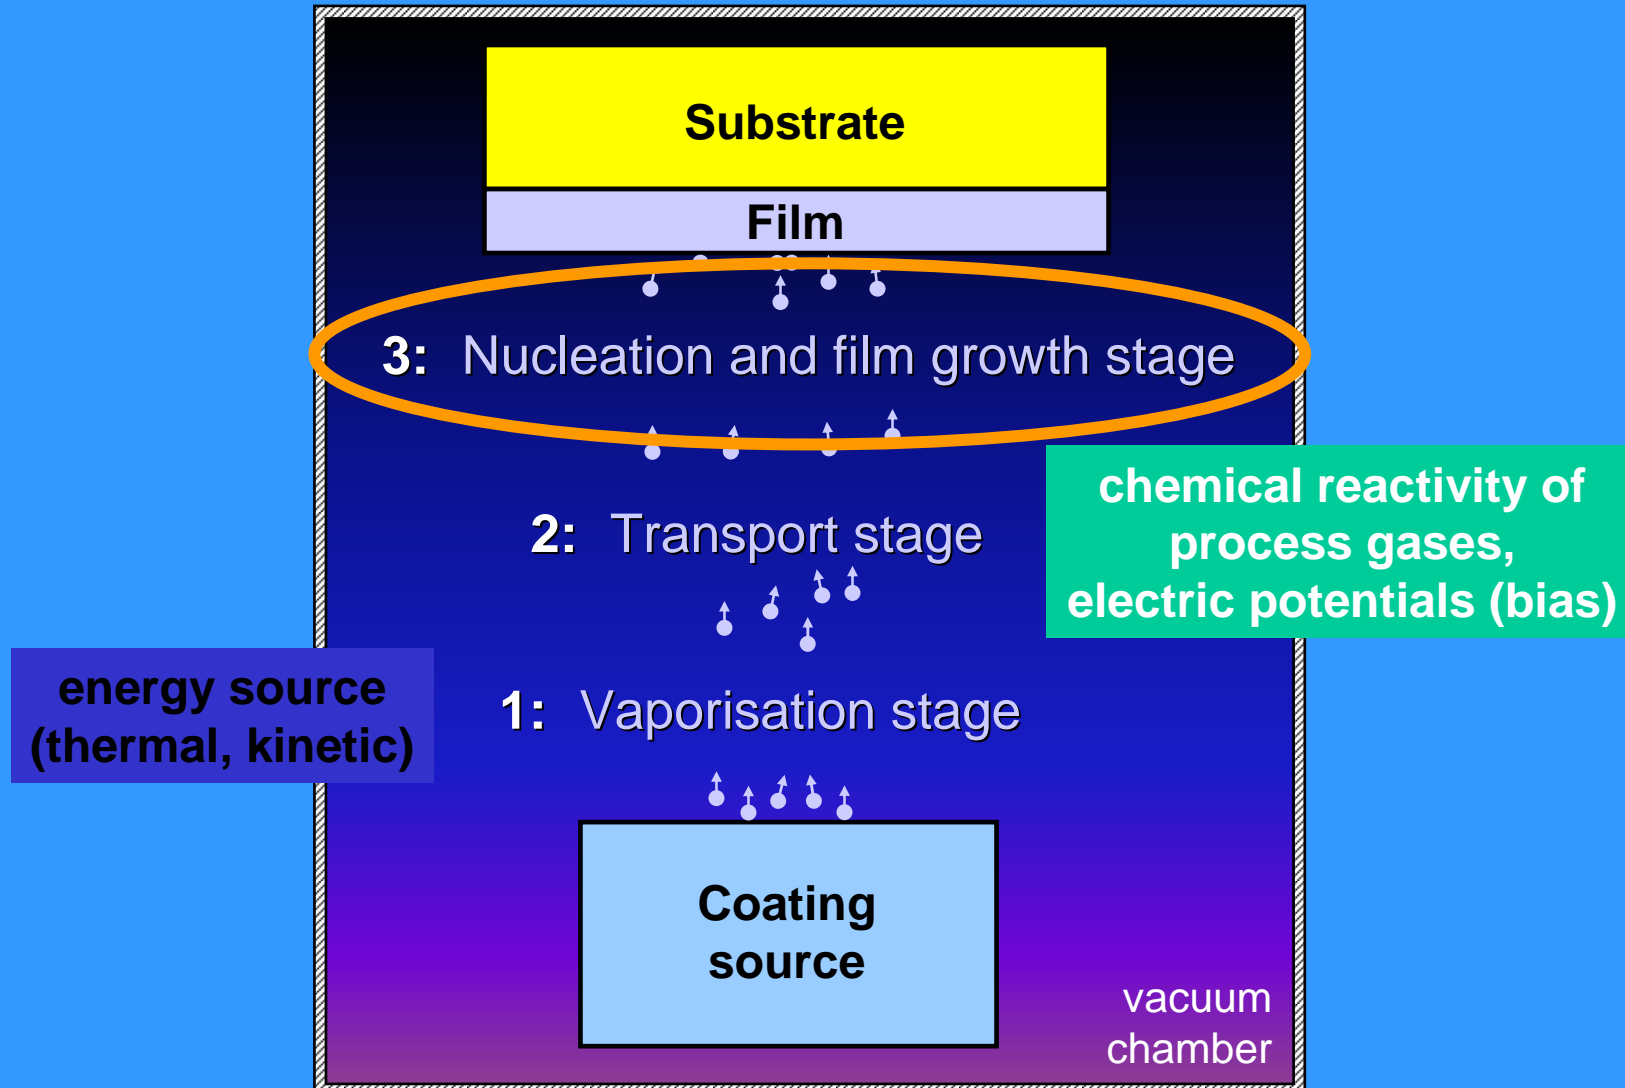 Substrate
Film
3: Nucleation and film growth stage
chemical reactivity of
process gases,
electric potentials (bias)
2: Transport stage
energy source
(thermal, kinetic)
1: Vaporisation stage
Coating
source
vacuum
chamber